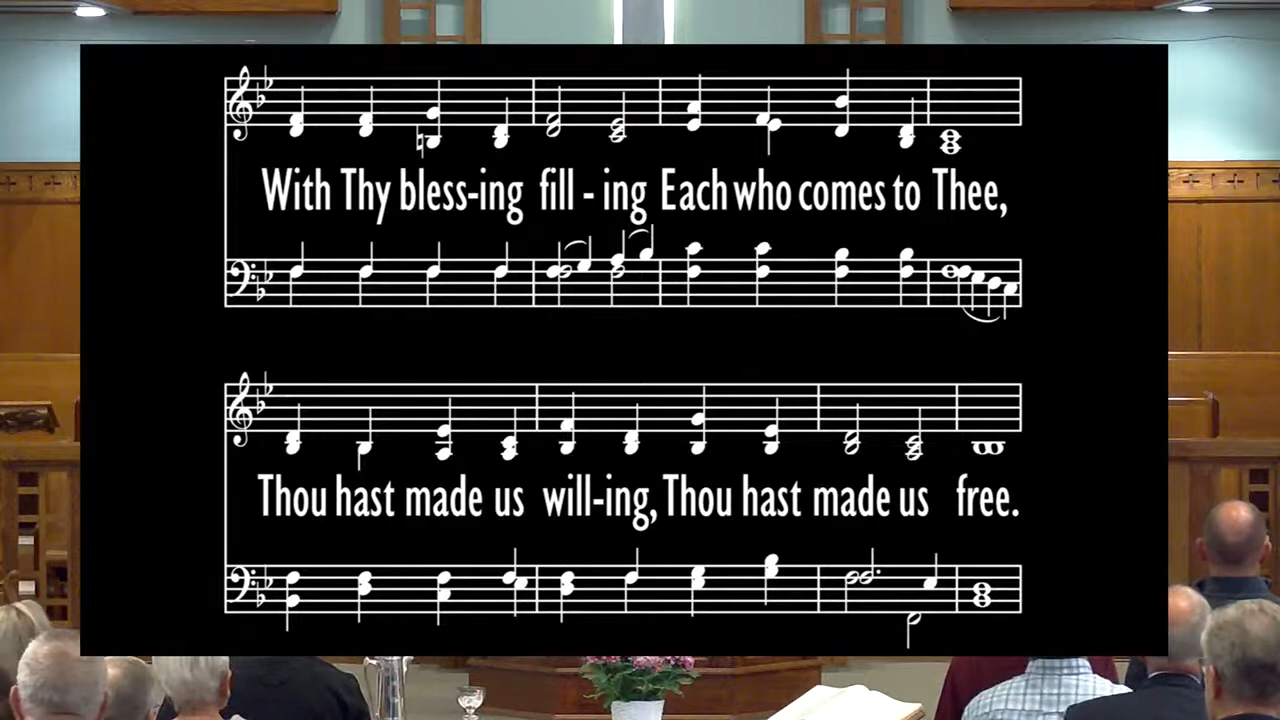 With Thy bless-ing fill - ing Each who comes to Thee,
Thou hast made us will-ing, Thou hast made us free.